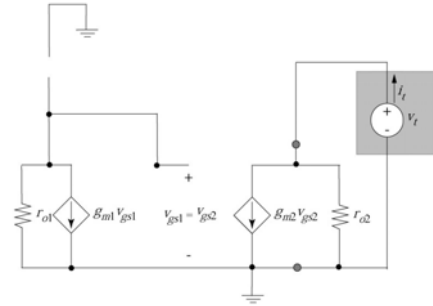 i_t
+
v_t
-
+
r_o1
g_m1 v_gs1
v_gs1 = v_gs2
g_m2 v_gs2
r_o2
-